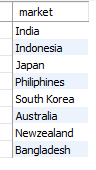 market
India
Indonesia
Japan
Philiphines
South Korea
Australia
Newzealand
Bangladesh